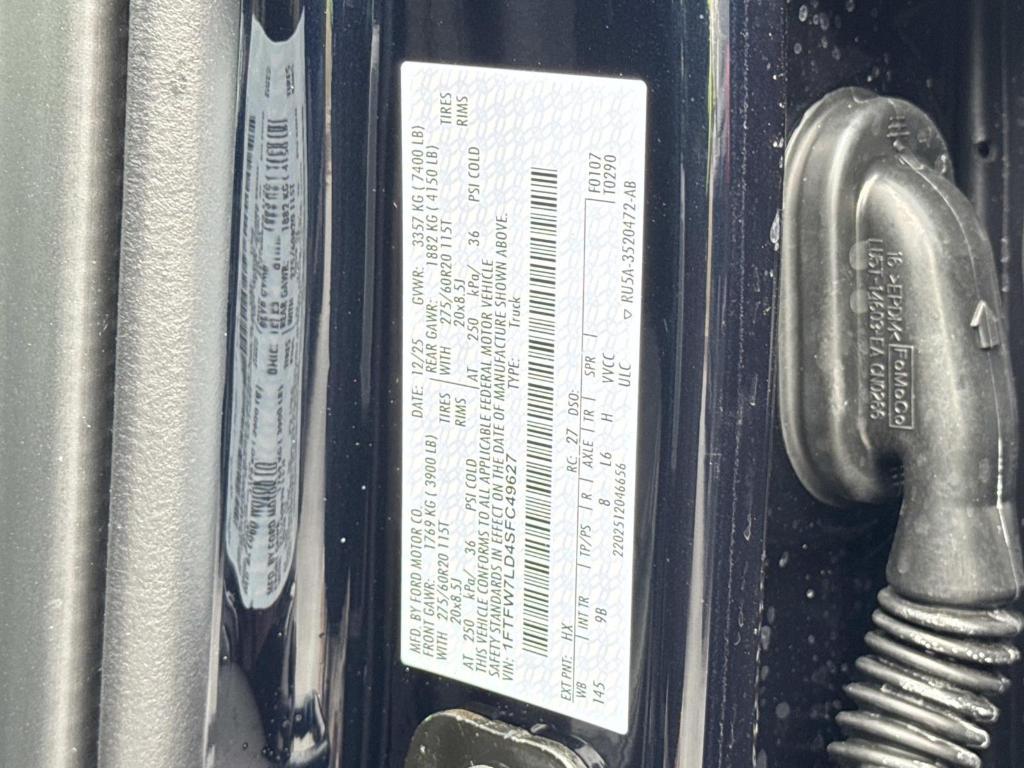 MFD. BY FORD MOTOR CO.
DATE: 12/25 GVWR: 3357 KG ( 7400 LB)
FRONT GAWR: 1769 KG ( 3900 LB)
REAR GAWR: 1882 KG ( 4150 LB)
WITH 275/60R20 115T TIRES
WITH 275/60R20 115T TIRES
20x8.5J RIMS
20x8.5J RIMS
AT 250 kPa/ 36 PSI COLD
AT 250 kPa/ 36 PSI COLD
THIS VEHICLE CONFORMS TO ALL APPLICABLE FEDERAL MOTOR VEHICLE
SAFETY STANDARDS IN EFFECT ON THE DATE OF MANUFACTURE SHOWN ABOVE.
VIN: 1FTFW7LD4SFC49627
TYPE: Truck
EXT PNT: HX RC: 27 DSO: F0107
WB INT TR TP/PS R AXLE TR SPR T0290
145 9B 8 L6 H VVCC
ULC
2202512046656
▽ RU5A-3520472-AB
16 >EPDM< FoMoCo